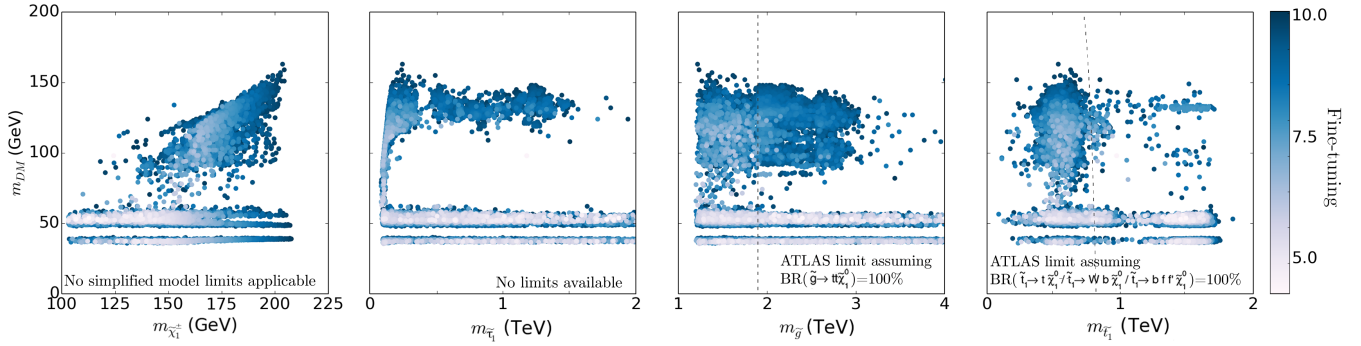 200
150
100
50
0
m_DM (GeV)
No simplified model limits applicable
100 125 150 175 200 225
m_χ̃₁± (GeV)
No limits available
0 1 2
m_τ̃₁ (TeV)
ATLAS limit assuming
BR(g̃→tt̄χ̃₁⁰)=100%
1 2 3 4
m_g̃ (TeV)
ATLAS limit assuming
BR(t̃₁→t χ̃₁⁰/t̃₁→W b χ̃₁⁰/t̃₁→b f f' χ̃₁⁰)=100%
0 1 2
m_t̃₁ (TeV)
10.0
7.5
5.0
Fine-tuning